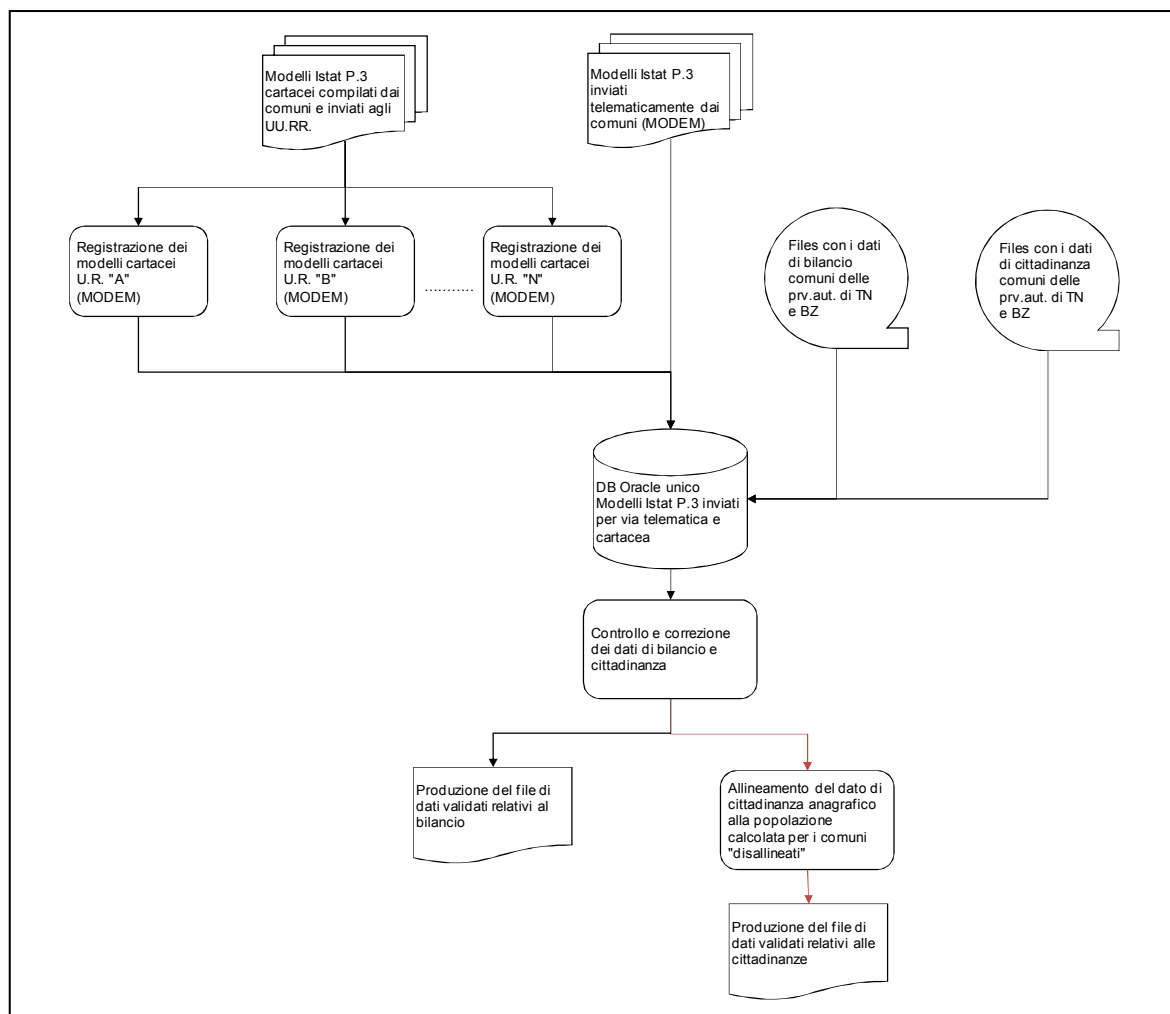 Modelli Istat P.3
cartacei compilati dai
comuni e inviati agli
UU.RR.
Modelli Istat P.3
inviati
telematicamente dai
comuni (MODEM)
Registrazione dei
modelli cartacei
U.R. "A"
(MODEM)
Registrazione dei
modelli cartacei
U.R. "B"
(MODEM)
...........
Registrazione dei
modelli cartacei
U.R. "N"
(MODEM)
Files con i dati
di bilancio
comuni delle
prv.aut. di TN
e BZ
Files con i dati
di cittadinanza
comuni delle
prv.aut. di TN
e BZ
DB Oracle unico
Modelli Istat P.3 inviati
per via telematica e
cartacea
Controllo e correzione
dei dati di bilancio e
cittadinanza
Produzione del file di
dati validati relativi al
bilancio
Allineamento del dato di
cittadinanza anagrafico
alla popolazione
calcolata per i comuni
"disallineati"
Produzione del file di
dati validati relativi alle
cittadinanze